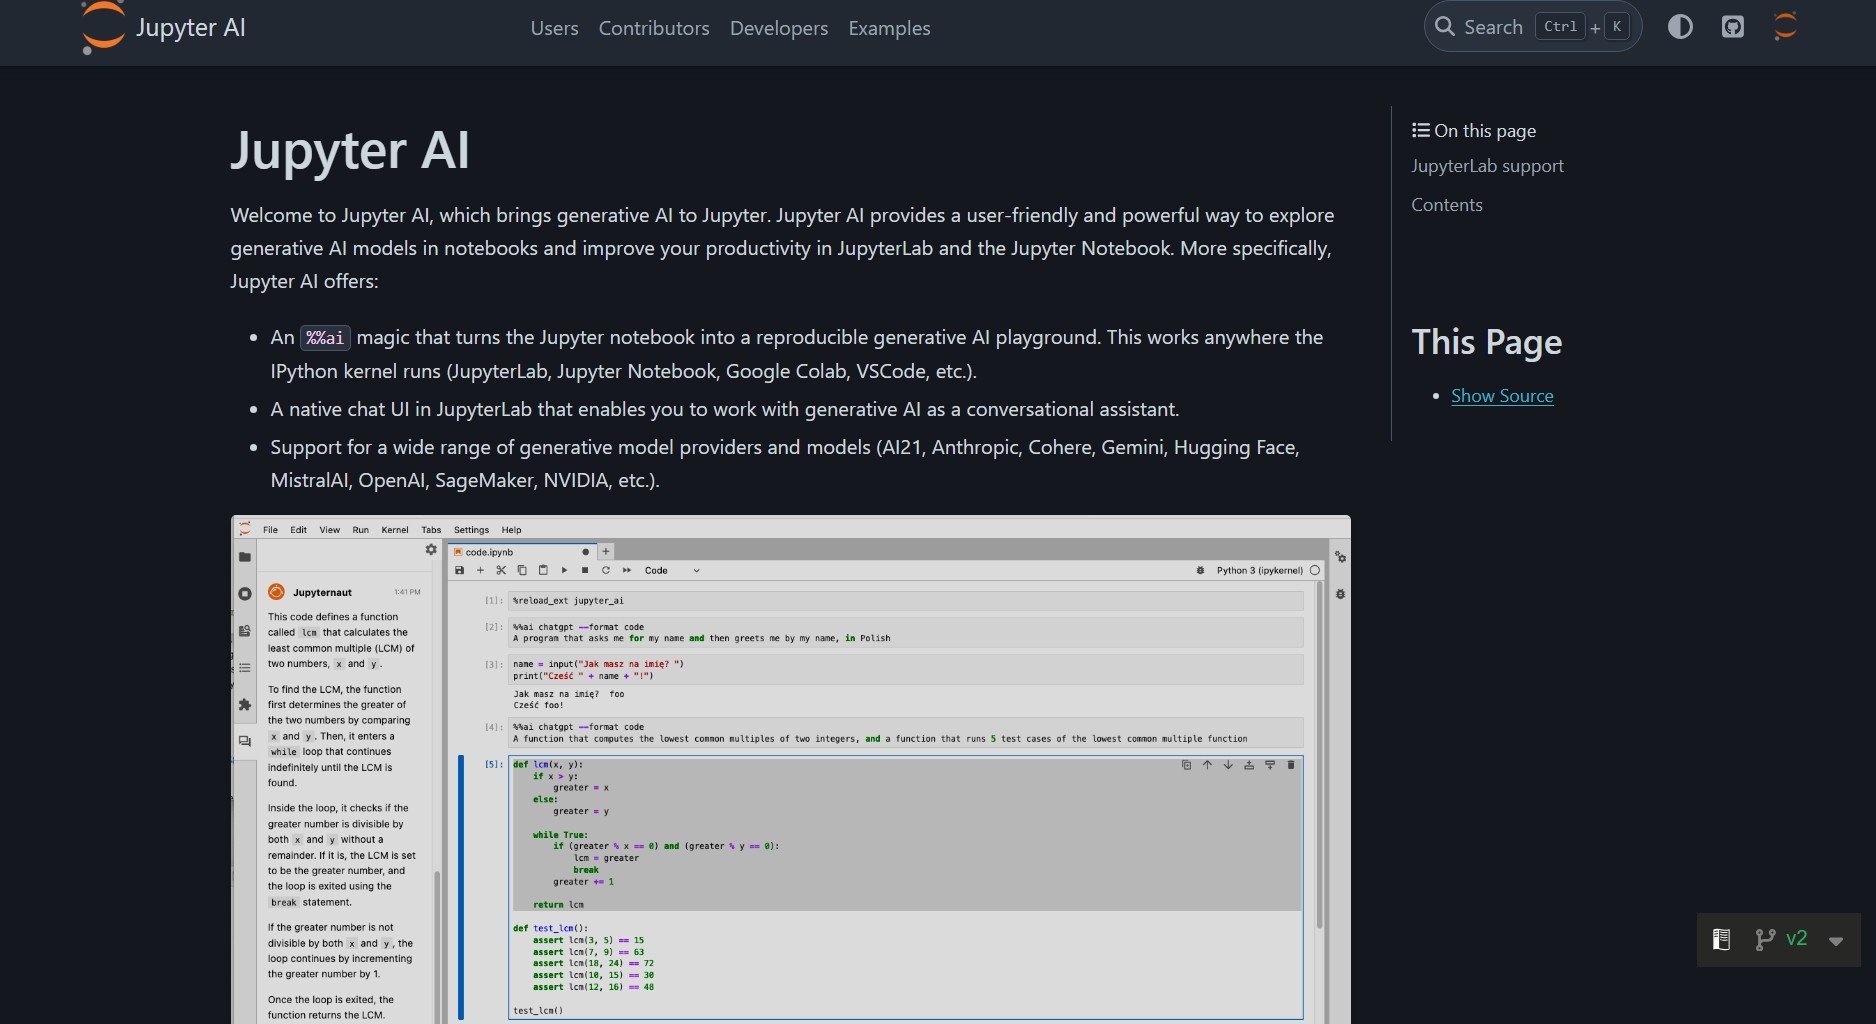 Jupyter AI
Users Contributors Developers Examples
Search Ctrl + K
Jupyter AI
Welcome to Jupyter AI, which brings generative AI to Jupyter. Jupyter AI provides a user-friendly and powerful way to explore
generative AI models in notebooks and improve your productivity in JupyterLab and the Jupyter Notebook. More specifically,
Jupyter AI offers:
• An %%ai magic that turns the Jupyter notebook into a reproducible generative AI playground. This works anywhere the
IPython kernel runs (JupyterLab, Jupyter Notebook, Google Colab, VSCode, etc.).
• A native chat UI in JupyterLab that enables you to work with generative AI as a conversational assistant.
• Support for a wide range of generative model providers and models (AI21, Anthropic, Cohere, Gemini, Hugging Face,
MistralAI, OpenAI, SageMaker, NVIDIA, etc.).
On this page
JupyterLab support
Contents
This Page
• Show Source
File Edit View Run Kernel Tabs Settings Help
Jupyternaut 1:41 PM
This code defines a function
called lcm that calculates the
least common multiple (LCM) of
two numbers, x and y.
To find the LCM, the function
first determines the greater of
the two numbers by comparing
x and y. Then, it enters a
while loop that continues
indefinitely until the LCM is
found.
Inside the loop, it checks if the
greater number is divisible by
both x and y without a
remainder. If it is, the LCM is set
to be the greater number, and
the loop is exited using the
break statement.
If the greater number is not
divisible by both x and y, the
loop continues by incrementing
the greater number by 1.
Once the loop is exited, the
function returns the LCM.
code.ipynb
Code
Python 3 (ipykernel)
[1]: %reload_ext jupyter_ai
[2]: %%ai chatgpt --format code
A program that asks me for my name and then greets me by my name, in Polish
[3]: name = input("Jak masz na imię? ")
print("Cześć " + name + "!")
Jak masz na imię? foo
Cześć foo!
[4]: %%ai chatgpt --format code
A function that computes the lowest common multiples of two integers, and a function that runs 5 test cases of the lowest common multiple function
[5]: def lcm(x, y):
if x > y:
greater = x
else:
greater = y
while True:
if (greater % x == 0) and (greater % y == 0):
lcm = greater
break
greater += 1
return lcm
def test_lcm():
assert lcm(3, 5) == 15
assert lcm(7, 9) == 63
assert lcm(18, 24) == 72
assert lcm(10, 15) == 30
assert lcm(12, 16) == 48
test_lcm()
v2